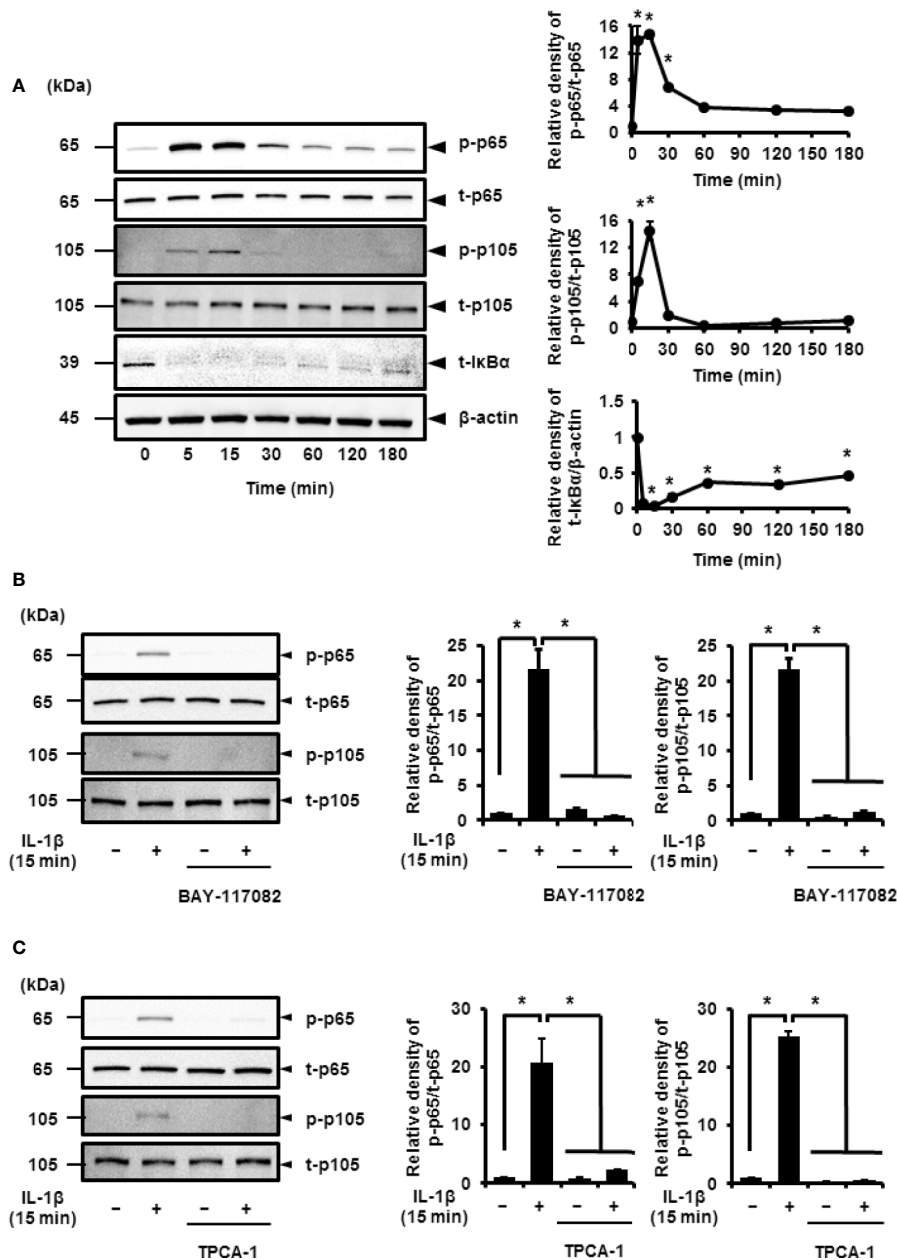 A (kDa)
65 p-p65
65 t-p65
105 p-p105
105 t-p105
39 t-IκBα
45 β-actin
0 5 15 30 60 120 180
Time (min)
Relative density of
p-p65/t-p65
16
12
8
4
0
* *
*
0 30 60 90 120 150 180
Time (min)
Relative density of
p-p105/t-p105
16
12
8
4
0
* *
0 30 60 90 120 150 180
Time (min)
Relative density of
t-IκBα/β-actin
1.5
1
0.5
0
* * * * *
0 30 60 90 120 150 180
Time (min)
B
(kDa)
65 p-p65
65 t-p65
105 p-p105
105 t-p105
IL-1β
(15 min)
– + – +
BAY-117082
Relative density of
p-p65/t-p65
25
20
15
10
5
0
* *
IL-1β
(15 min)
– + – +
BAY-117082
Relative density of
p-p105/t-p105
25
20
15
10
5
0
* *
– + – +
BAY-117082
C
(kDa)
65 p-p65
65 t-p65
105 p-p105
105 t-p105
IL-1β
(15 min)
– + – +
TPCA-1
Relative density of
p-p65/t-p65
30
20
10
0
* *
IL-1β
(15 min)
– + – +
TPCA-1
Relative density of
p-p105/t-p105
30
20
10
0
* *
– + – +
TPCA-1